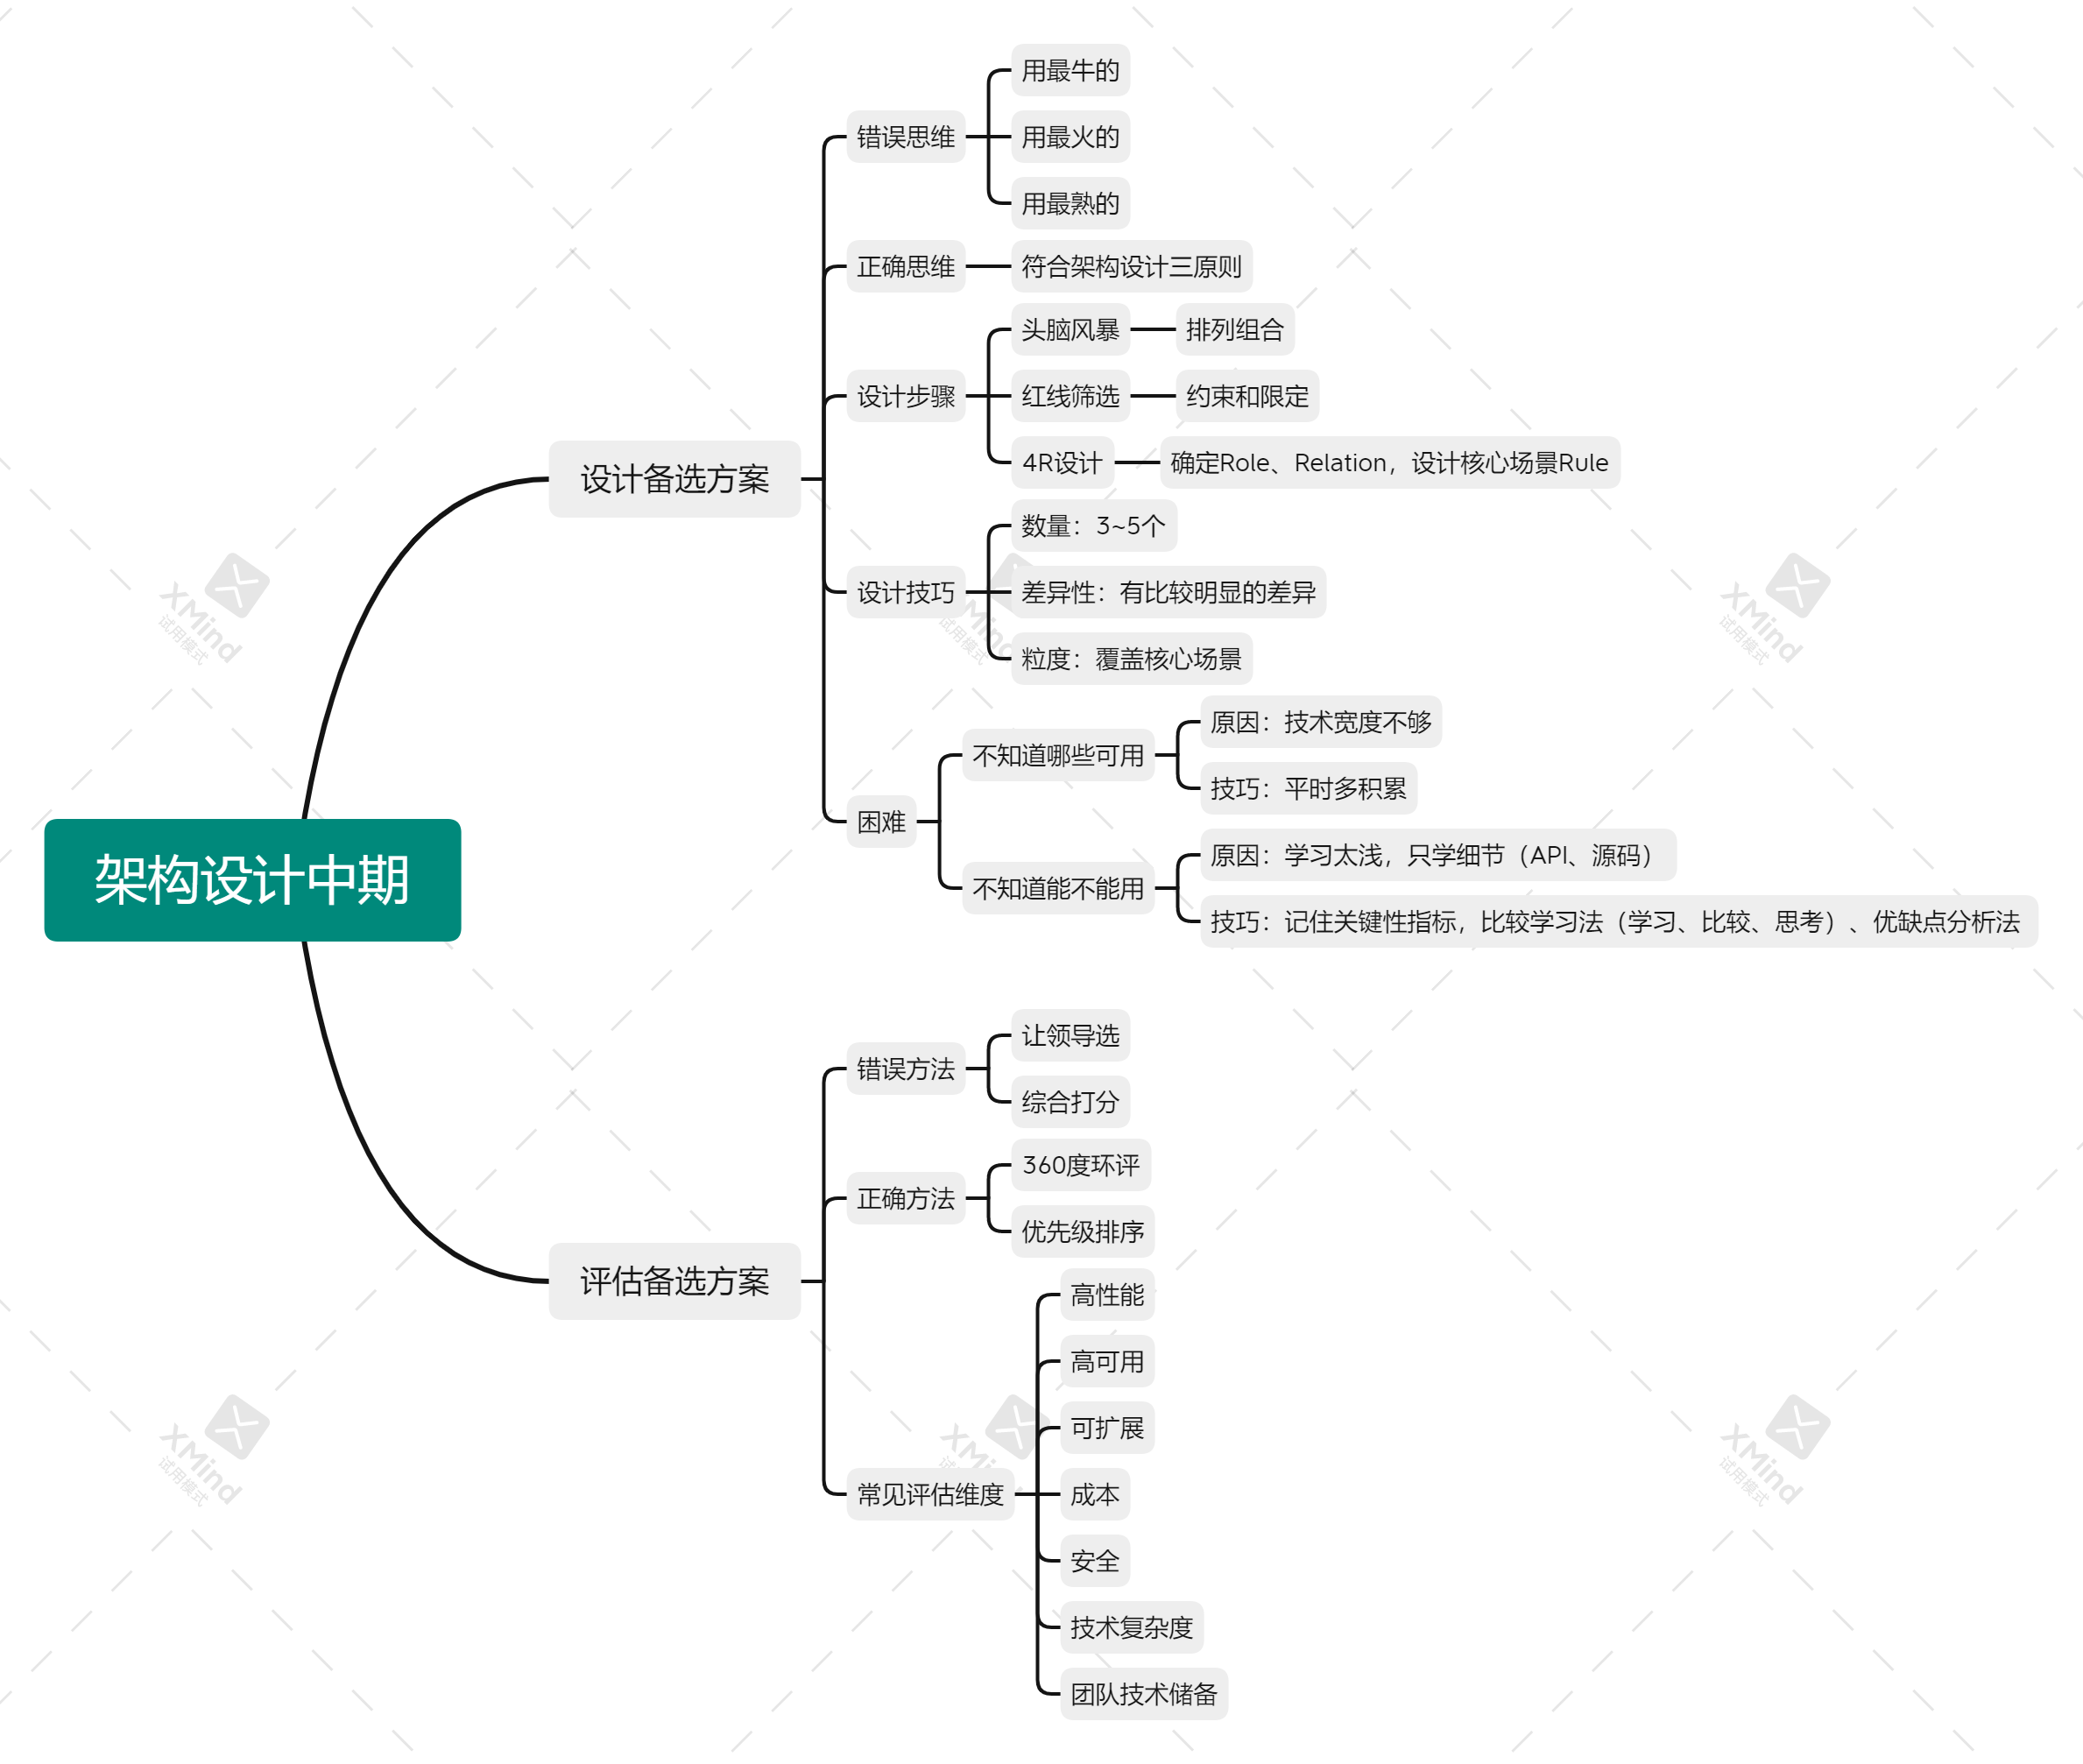 架构设计中期
设计备选方案
错误思维
用最牛的
用最火的
用最熟的
正确思维
符合架构设计三原则
设计步骤
头脑风暴
排列组合
红线筛选
约束和限定
4R设计
确定Role、Relation，设计核心场景Rule
设计技巧
数量：3~5个
差异性：有比较明显的差异
粒度：覆盖核心场景
困难
不知道哪些可用
原因：技术宽度不够
技巧：平时多积累
不知道能不能用
原因：学习太浅，只学细节（API、源码）
技巧：记住关键性指标，比较学习法（学习、比较、思考）、优缺点分析法
评估备选方案
错误方法
让领导选
综合打分
正确方法
360度环评
优先级排序
常见评估维度
高性能
高可用
可扩展
成本
安全
技术复杂度
团队技术储备
XMind
试用模式
XMind
试用模式
XMind
试用模式
XMind
试用模式
XMind
试用模式
XMind
试用模式